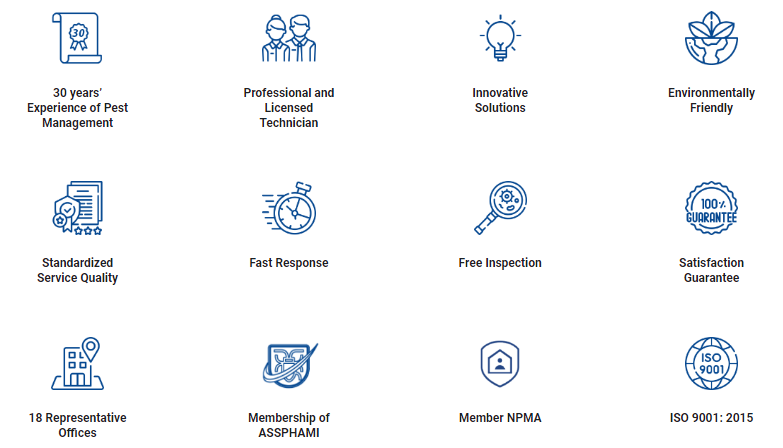 30
30 years’
Experience of Pest
Management
Professional and
Licensed
Technician
Innovative
Solutions
Environmentally
Friendly
Standardized
Service Quality
Fast Response
Free Inspection
100%
GUARANTEE
Satisfaction
Guarantee
18 Representative
Offices
Membership of
ASSPHAMI
Member NPMA
ISO
9001
ISO 9001: 2015